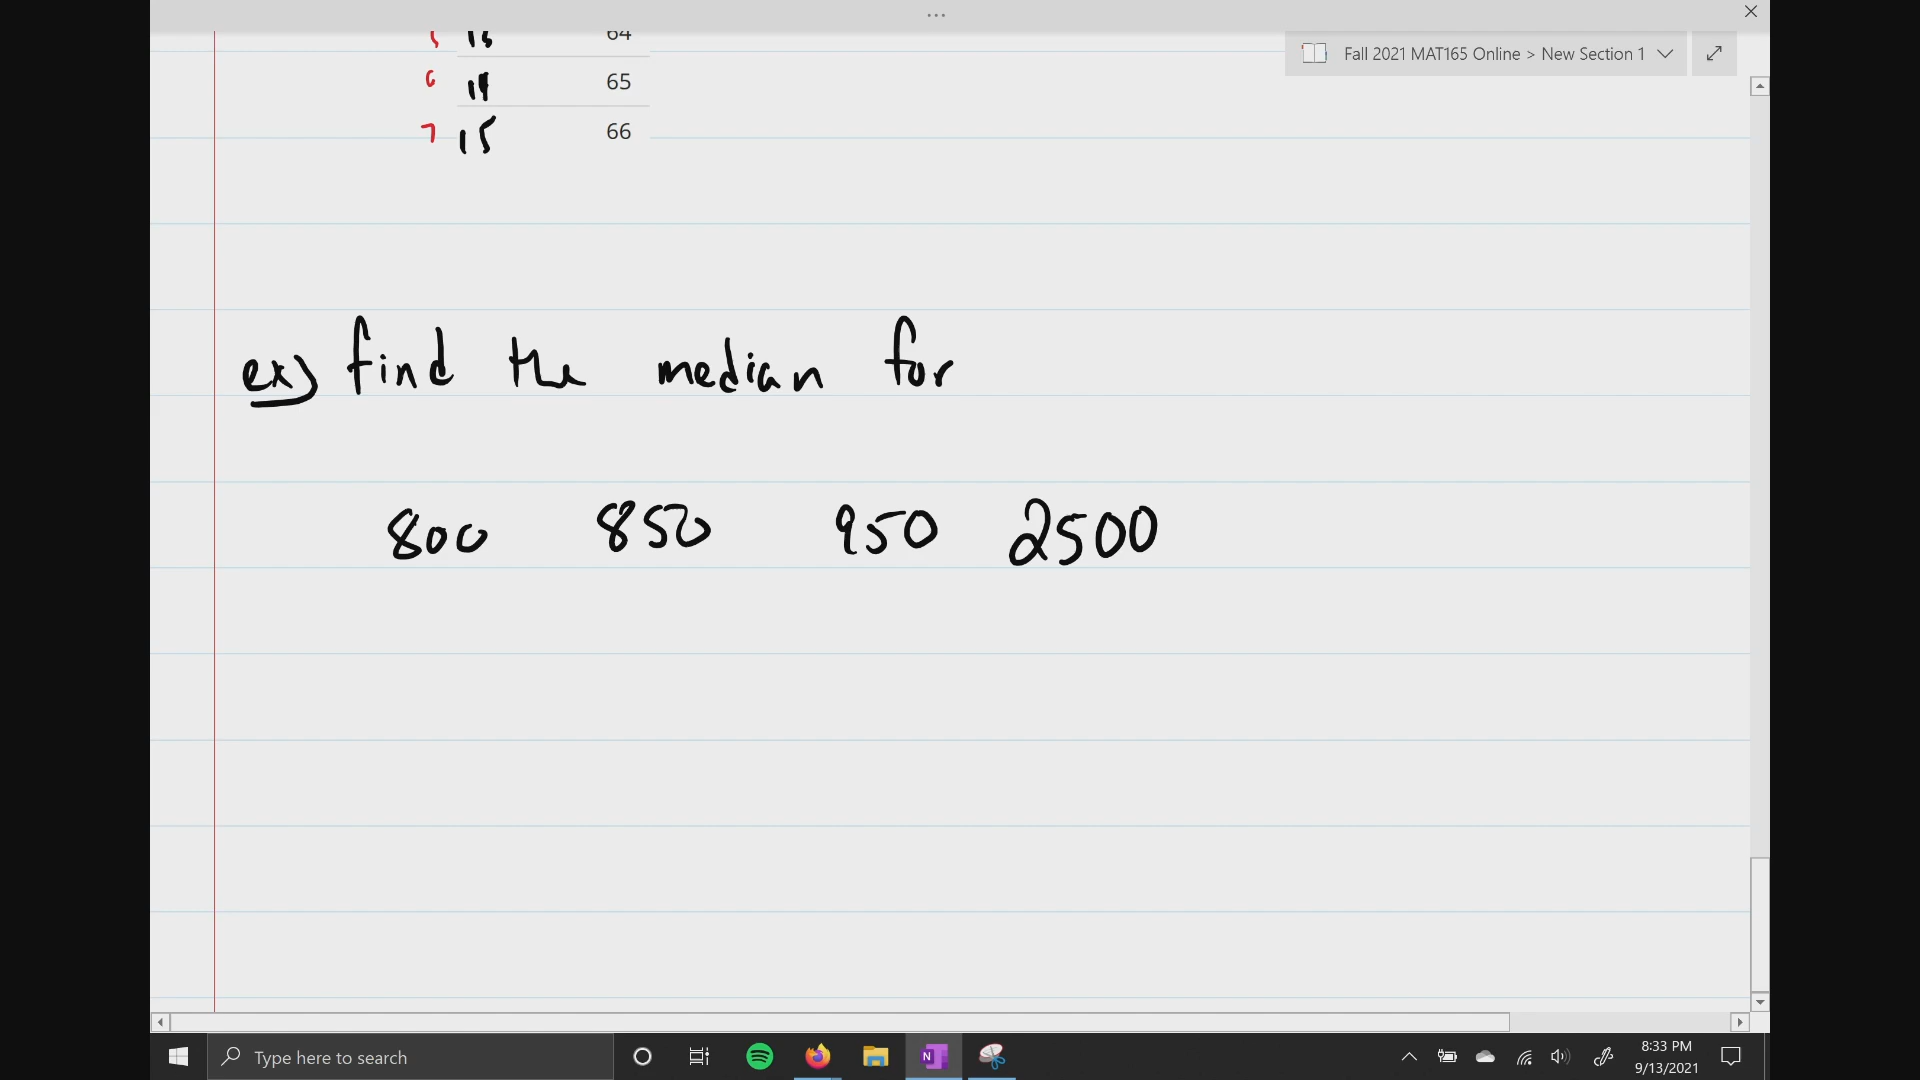 ...
Fall 2021 MAT165 Online > New Section 1
64
6 14 65
7 15 66
ex) find the median for
800 850 950 2500
Type here to search
8:33 PM
9/13/2021